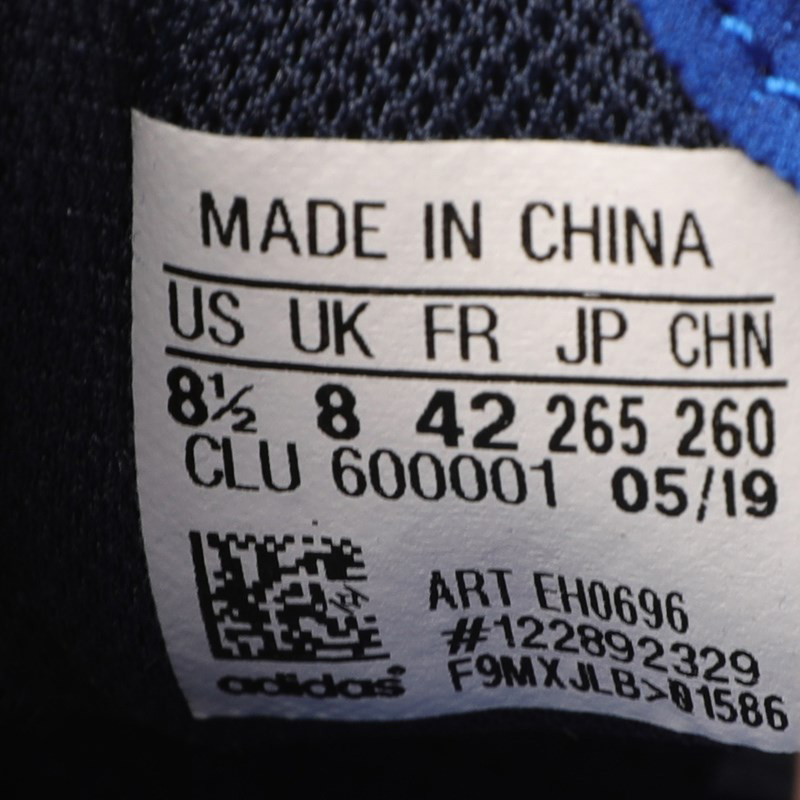 MADE IN CHINA
US UK FR JP CHN
8½ 8 42 265 260
CLU 600001 05/19
ART EH0696
#122892329
F9MXJLB>01586
adidas